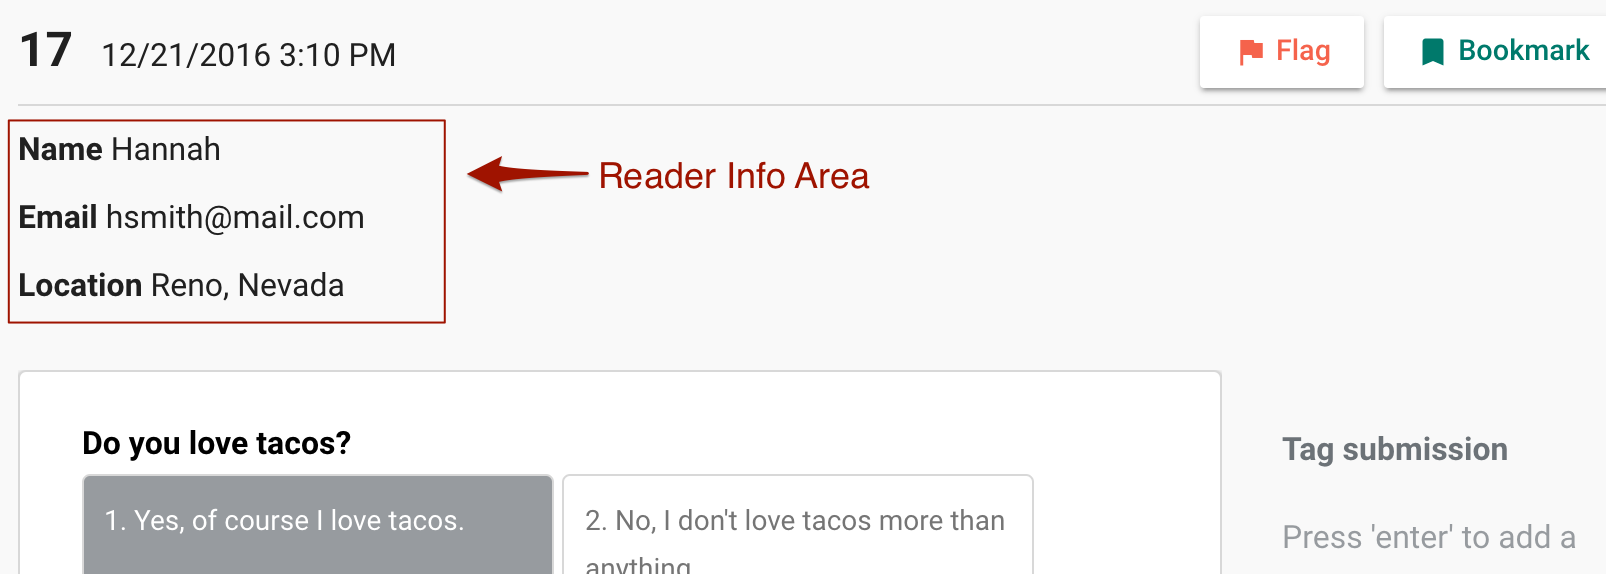 17 12/21/2016 3:10 PM
Flag
Bookmark
Name Hannah
Reader Info Area
Email hsmith@mail.com
Location Reno, Nevada
Do you love tacos?
Tag submission
1. Yes, of course I love tacos.
2. No, I don't love tacos more than
anything
Press 'enter' to add a